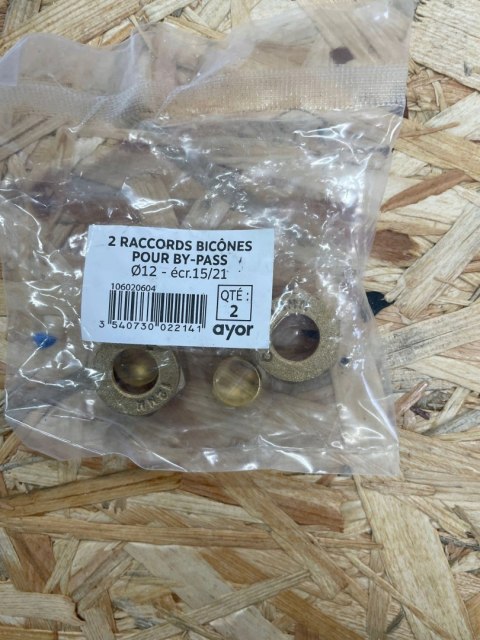 2 RACCORDS BICÔNES
POUR BY-PASS
Ø12 - écr.15/21
106020604
QTÉ :
2
3 540730 022141
ayor